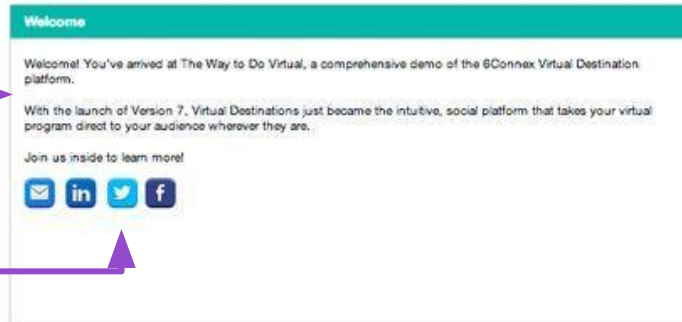 Welcome
Welcome! You've arrived at The Way to Do Virtual, a comprehensive demo of the 6Connex Virtual Destination
platform.
With the launch of Version 7, Virtual Destinations just became the intuitive, social platform that takes your virtual
program direct to your audience wherever they are.
Join us inside to learn more!
in f